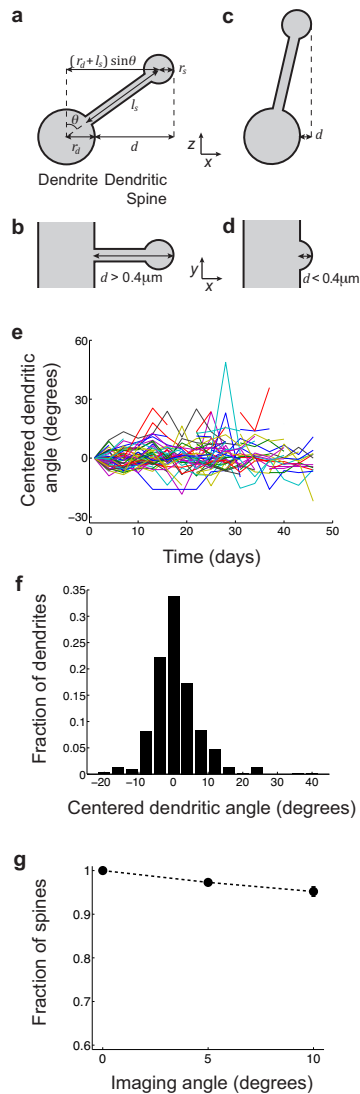 a
c
(r_d + l_s) sinθ
r_s
θ
l_s
r_d
d
z
x
d
Dendrite
Dendritic
Spine
b
d
d > 0.4μm
y
x
d < 0.4μm
e
Centered dendritic
angle (degrees)
60
30
0
−30
0
10
20
30
40
50
Time (days)
f
Fraction of dendrites
0.35
0.3
0.25
0.2
0.15
0.1
0.05
0
−20
−10
0
10
20
30
40
Centered dendritic angle (degrees)
g
Fraction of spines
1
0.9
0.8
0.7
0.6
0
5
10
Imaging angle (degrees)